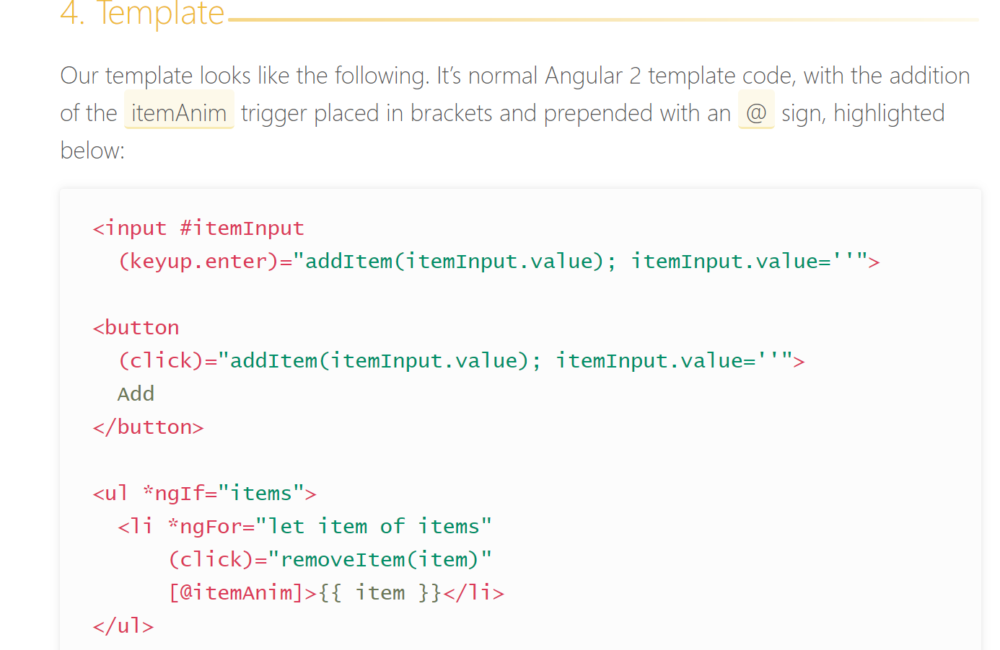 4. Template
Our template looks like the following. It’s normal Angular 2 template code, with the addition
of the itemAnim trigger placed in brackets and prepended with an @ sign, highlighted
below:
<input #itemInput
  (keyup.enter)="addItem(itemInput.value); itemInput.value=''">
<button
  (click)="addItem(itemInput.value); itemInput.value=''">
  Add
</button>
<ul *ngIf="items">
  <li *ngFor="let item of items"
      (click)="removeItem(item)"
      [@itemAnim]>{{ item }}</li>
</ul>